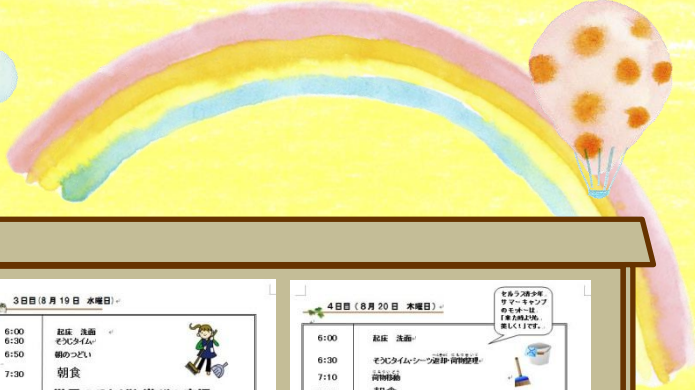 3日目(8月19日 水曜日)
6:00 起床 洗面
6:30 そうじタイム
6:50 朝のつどい
7:30 朝食
4日目(8月20日 木曜日)
セルラス青少年
サマーキャンプ
のモットーは
「来た時よりも
美しく!」です。
6:00 起床 洗面
6:30 そうじタイム・シーツ返却・荷物整理
7:10 荷物移動